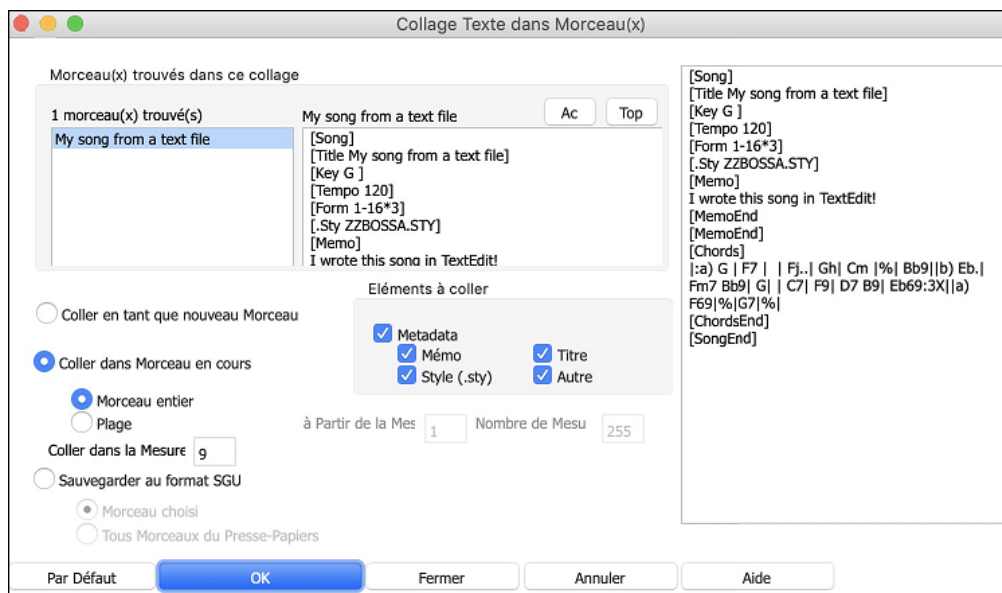 Collage Texte dans Morceau(x)
Morceau(x) trouvés dans ce collage
1 morceau(x) trouvé(s)
My song from a text file
My song from a text file
Ac
Top
[Song]
[Title My song from a text file]
[Key G ]
[Tempo 120]
[Form 1-16*3]
[.Sty ZZBOSSA.STY]
[Memo]
I wrote this song in TextEdit!
Coller en tant que nouveau Morceau
Coller dans Morceau en cours
Morceau entier
Plage
Coller dans la Mesure 9
Sauvegarder au format SGU
Morceau choisi
Tous Morceaux du Presse-Papiers
Eléments à coller
Metadata
Mémo
Titre
Style (.sty)
Autre
à Partir de la Mes 1
Nombre de Mesu 255
[Song]
[Title My song from a text file]
[Key G ]
[Tempo 120]
[Form 1-16*3]
[.Sty ZZBOSSA.STY]
[Memo]
I wrote this song in TextEdit!
[MemoEnd
[MemoEnd]
[Chords]
|:a) G | F7 | | Fj..| Gh| Cm |%| Bb9||b) Eb.|
Fm7 Bb9| G| | C7| F9| D7 B9| Eb69:3X||a)
F69|%|G7|%|
[ChordsEnd]
[SongEnd]
Par Défaut
OK
Fermer
Annuler
Aide